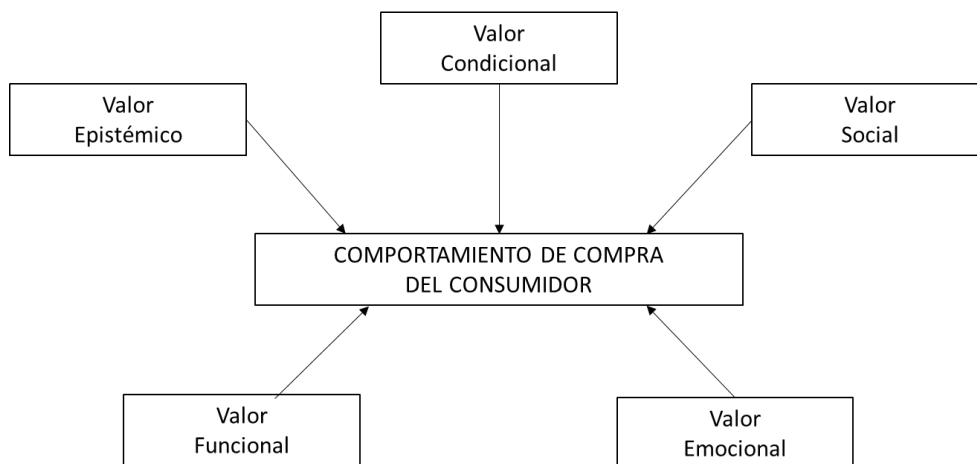 Valor
Condicional
Valor
Epistémico
Valor
Social
COMPORTAMIENTO DE COMPRA
DEL CONSUMIDOR
Valor
Funcional
Valor
Emocional